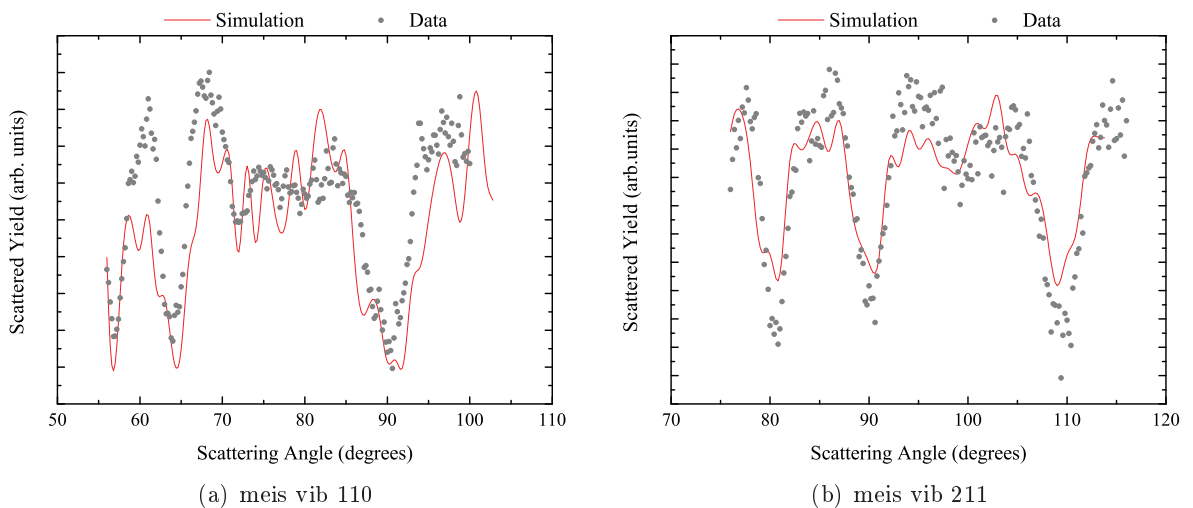 Simulation Data
Scattered Yield (arb. units)
50 60 70 80 90 100 110
Scattering Angle (degrees)
(a) meis vib 110
Simulation Data
Scattered Yield (arb.units)
70 80 90 100 110 120
Scattering Angle (degrees)
(b) meis vib 211